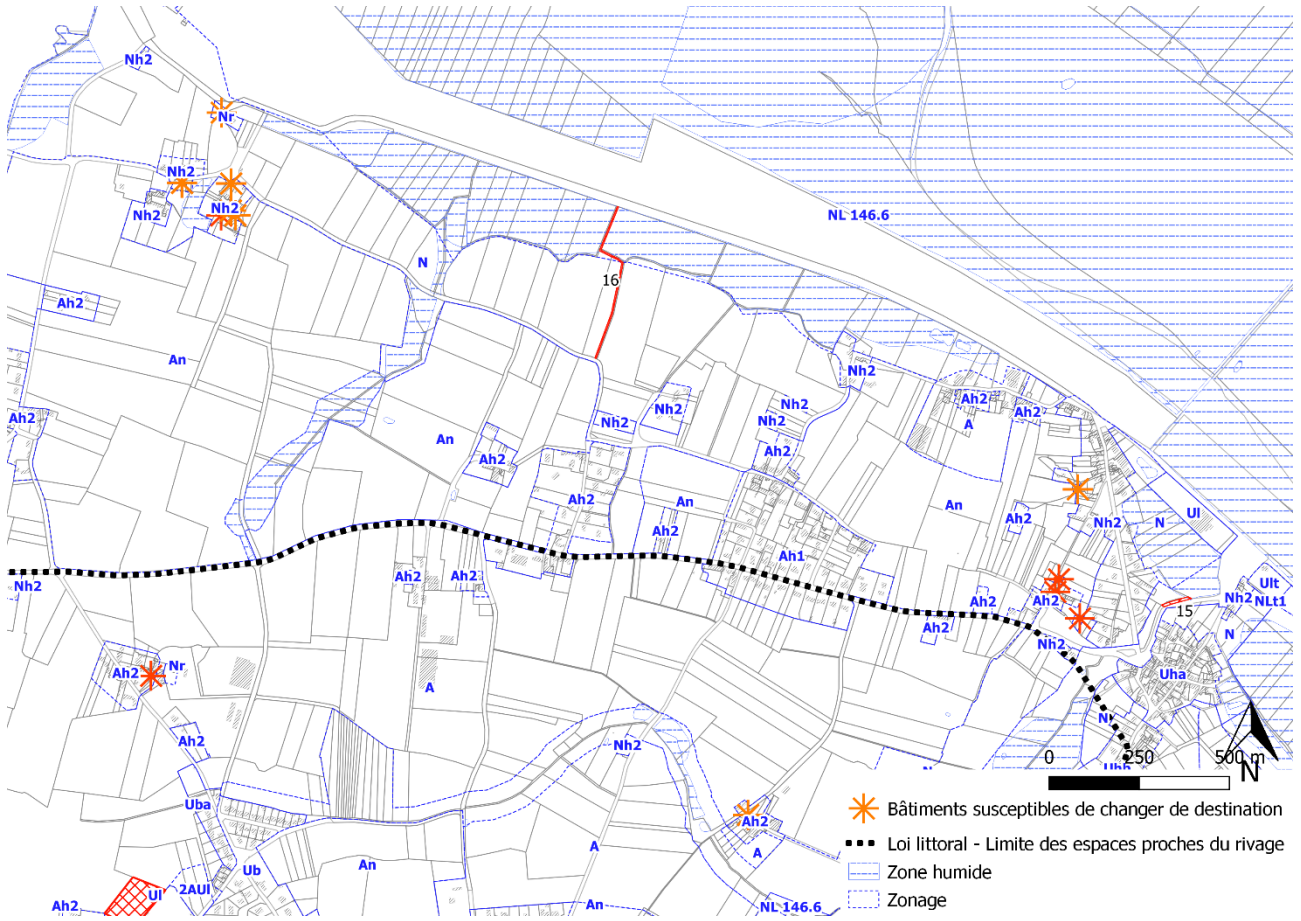 Nh2
Nr
Nh2
Nh2
Nh2
NL 146.6
N
16
Ah2
An
Nh2
Nh2
Nh2
Nh2
Ah2
Ah2
A
Ah2
An
Nh2
Ah2
Ah2
Ah2
An
Ah2
An
Ah2
Nh2
N
Ul
Ah1
Nh2
Ah2
Ah2
Ah2
Ah2
Ah2
15
Nh2
Ult
NLt1
N
Ah2
Nh2
Uha
Ah2
Nr
A
N
Ah2
Nh2
0
250
500 m
N
Uba
Bâtiments susceptibles de changer de destination
Ah2
Loi littoral - Limite des espaces proches du rivage
A
A
Ub
An
Zone humide
2AUl
Ul
Zonage
Ah2
An
NL 146.6